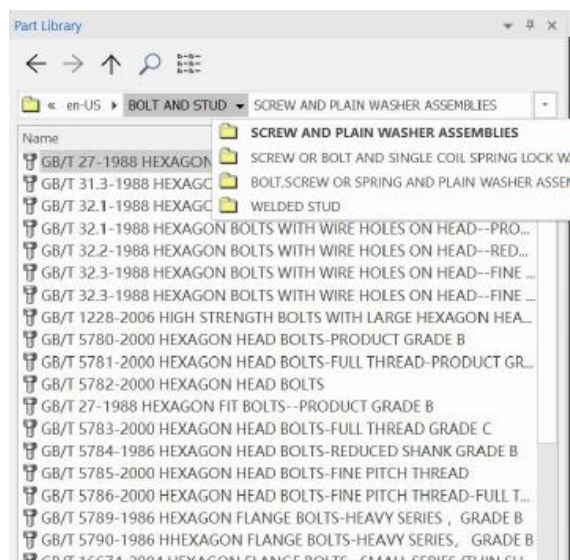 Part Library
« en-US BOLT AND STUD SCREW AND PLAIN WASHER ASSEMBLIES
Name
SCREW AND PLAIN WASHER ASSEMBLIES
SCREW OR BOLT AND SINGLE COIL SPRING LOCK
BOLT,SCREW OR SPRING AND PLAIN WASHER
WELDED STUD
GB/T 27-1988 HEXAGON
GB/T 31.3-1988
GB/T 32.1-1988
GB/T 32.1-1988 HEXAGON BOLTS WITH WIRE HOLES ON HEAD--PRO...
GB/T 32.2-1988 HEXAGON BOLTS WITH WIRE HOLES ON HEAD--RED...
GB/T 32.3-1988 HEXAGON BOLTS WITH WIRE HOLES ON HEAD--FINE ...
GB/T 32.3-1988 HEXAGON BOLTS WITH WIRE HOLES ON HEAD--FINE ...
GB/T 1228-2006 HIGH STRENGTH BOLTS WITH LARGE HEXAGON HEA...
GB/T 5780-2000 HEXAGON HEAD BOLTS-PRODUCT GRADE B
GB/T 5781-2000 HEXAGON HEAD BOLTS-FULL THREAD-PRODUCT GR...
GB/T 5782-2000 HEXAGON HEAD BOLTS
GB/T 27-1988 HEXAGON FIT BOLTS--PRODUCT GRADE B
GB/T 5783-2000 HEXAGON HEAD BOLTS-FULL THREAD GRADE C
GB/T 5784-1986 HEXAGON HEAD BOLTS-REDUCED SHANK GRADE B
GB/T 5785-2000 HEXAGON HEAD BOLTS-FINE PITCH THREAD
GB/T 5786-2000 HEXAGON HEAD BOLTS-FINE PITCH THREAD-FULL T...
GB/T 5789-1986 HEXAGON FLANGE BOLTS-HEAVY SERIES , GRADE B
GB/T 5790-1986 HHEXAGON FLANGE BOLTS-HEAVY SERIES, GRADE B